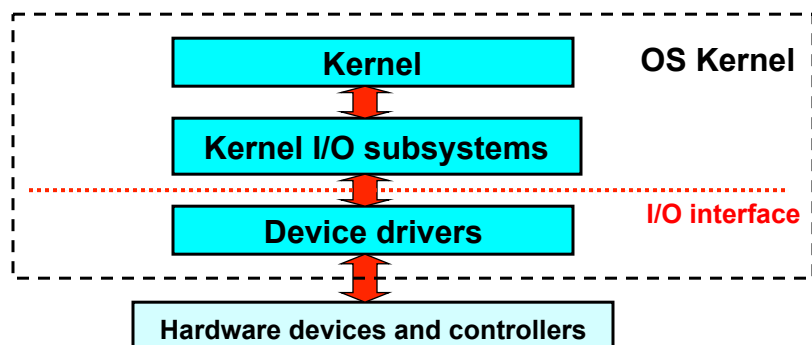 Kernel
OS Kernel
Kernel I/O subsystems
I/O interface
Device drivers
Hardware devices and controllers